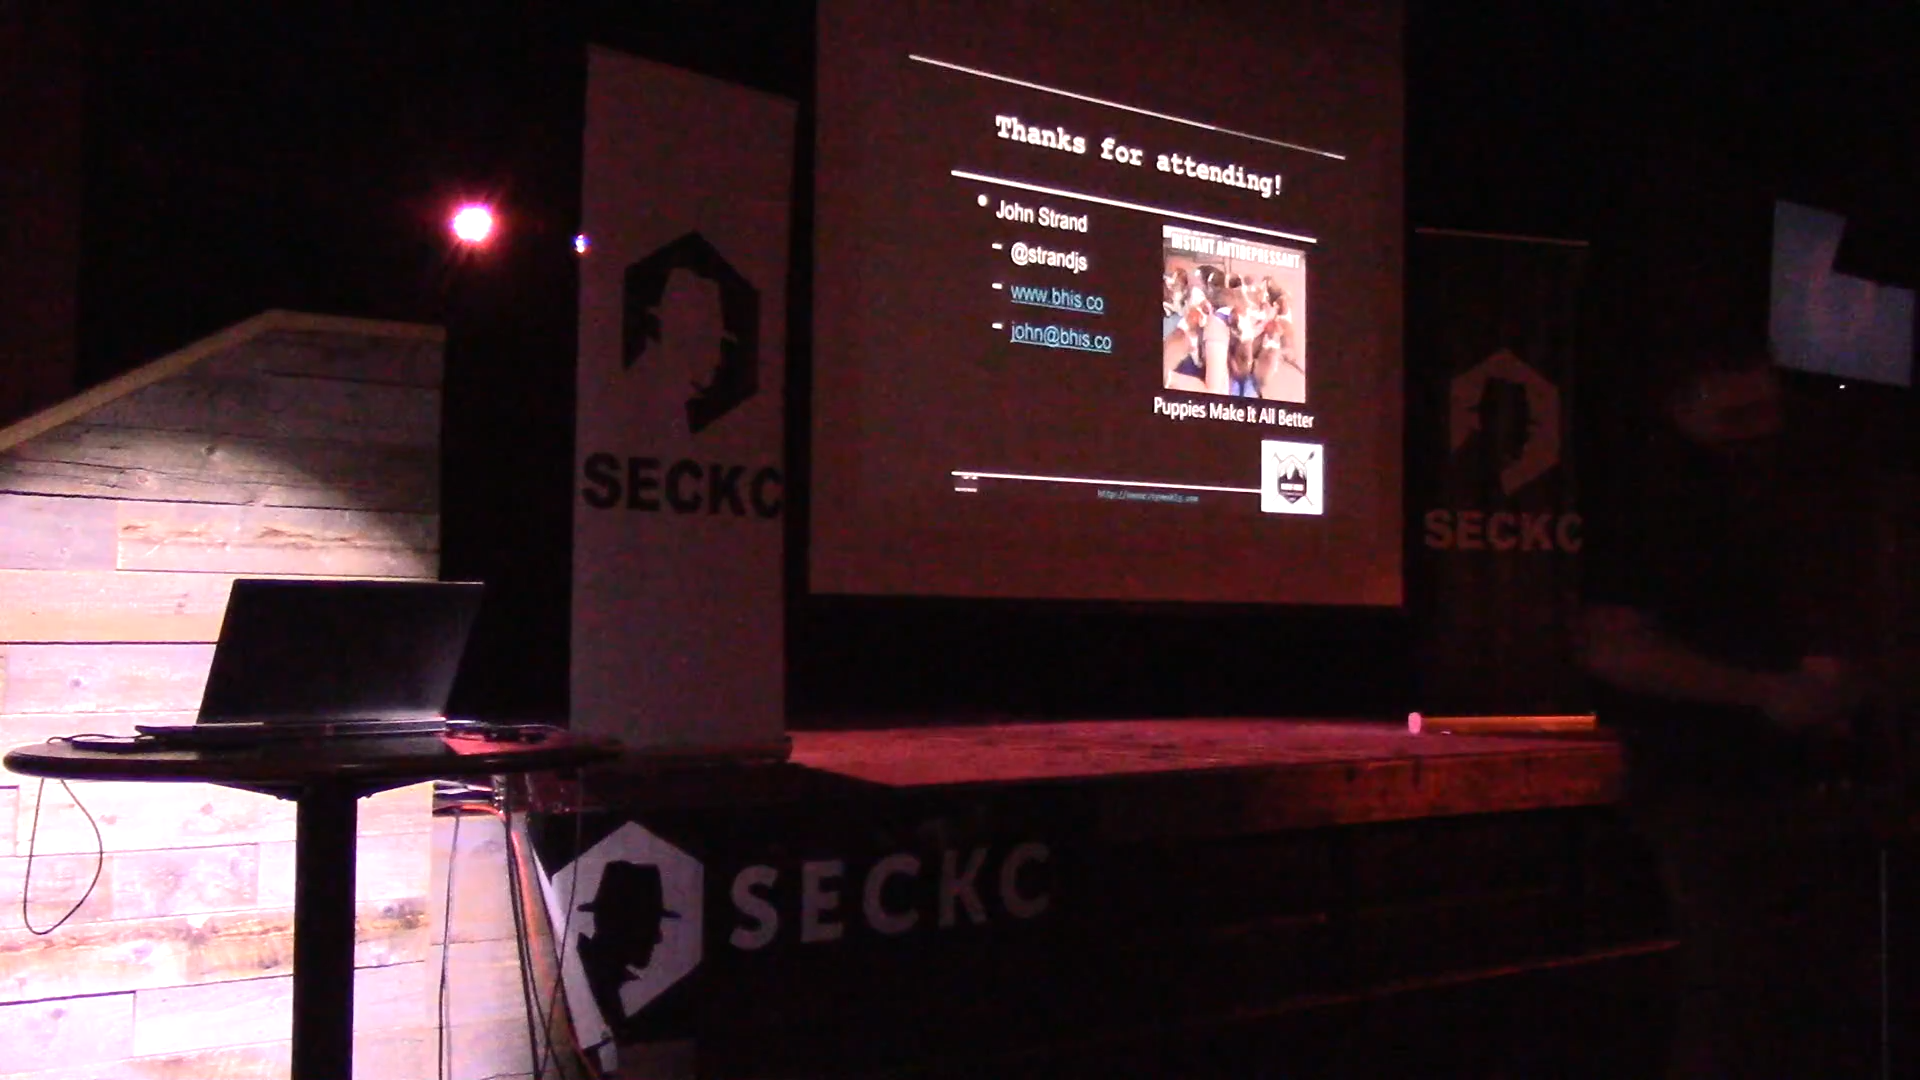 Thanks for attending!
John Strand
@strandjs
www.bhis.co
john@bhis.co
INSTANT ANTIDEPRESSANT
Puppies Make It All Better
SECKC
SECKC
SECKC